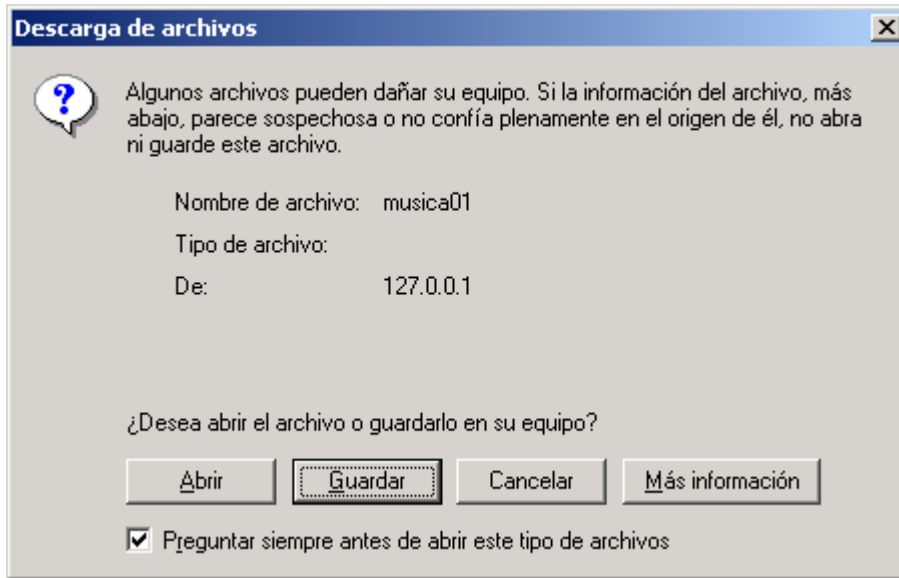 Descarga de archivos
Algunos archivos pueden dañar su equipo. Si la información del archivo, más
abajo, parece sospechosa o no confía plenamente en el origen de él, no abra
ni guarde este archivo.
Nombre de archivo: musica01
Tipo de archivo:
De: 127.0.0.1
¿Desea abrir el archivo o guardarlo en su equipo?
Abrir Guardar Cancelar Más información
Preguntar siempre antes de abrir este tipo de archivos